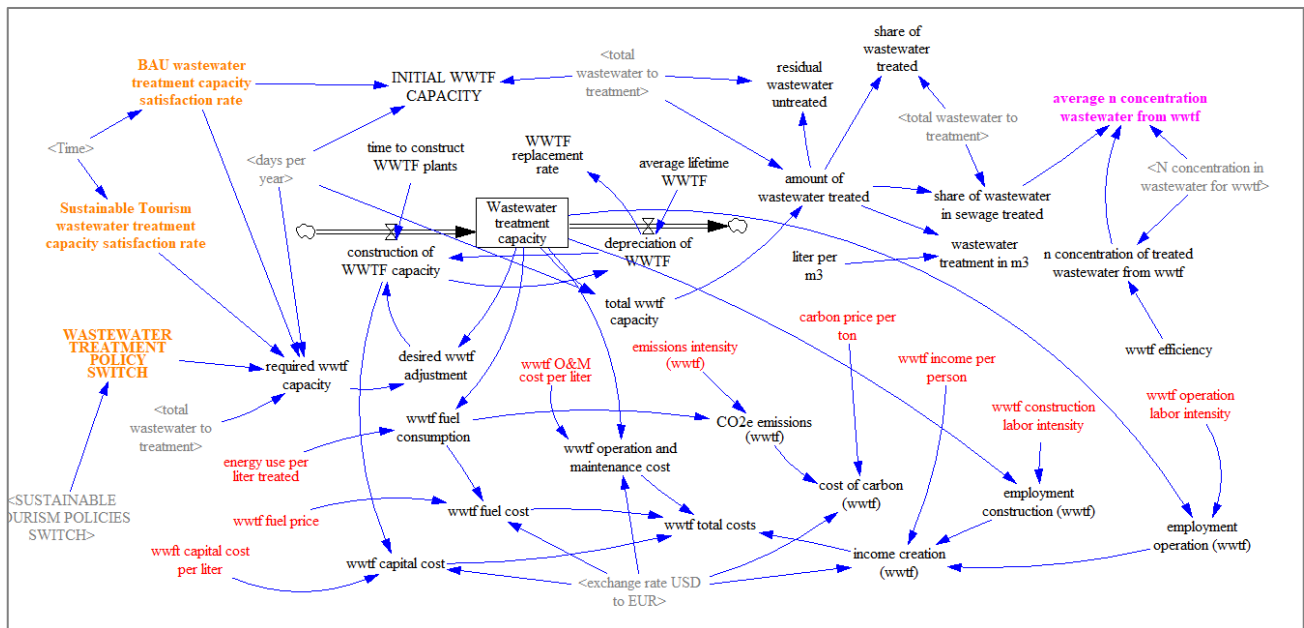 BAU wastewater
treatment capacity
satisfaction rate
INITIAL WWTF
CAPACITY
<total
wastewater to
treatment>
residual
wastewater
untreated
share of
wastewater
treated
average n concentration
wastewater from wwtf
<Time>
<days per
year>
time to construct
WWTF plants
WWTF
replacement
rate
average lifetime
WWTF
amount of
wastewater treated
<total wastewater to
treatment>
<N concentration in
wastewater for wwtf>
Sustainable Tourism
wastewater treatment
capacity satisfaction rate
Wastewater
treatment
capacity
construction of
WWTF capacity
depreciation of
WWTF
share of wastewater
in sewage treated
liter per
m3
wastewater
treatment in m3
n concentration of treated
wastewater from wwtf
total wwtf
capacity
WASTEWATER
TREATMENT
POLICY
SWITCH
required wwtf
capacity
desired wwtf
adjustment
wwtf O&M
cost per liter
emissions intensity
(wwtf)
carbon price per
ton
wwtf income per
person
wwtf efficiency
<total
wastewater to
treatment>
wwtf fuel
consumption
CO2e emissions
(wwtf)
wwtf construction
labor intensity
wwtf operation
labor intensity
energy use per
liter treated
wwtf operation and
maintenance cost
cost of carbon
(wwtf)
employment
construction (wwtf)
<SUSTAINABLE
OURISM POLICIES
SWITCH>
wwtf fuel price
wwtf fuel cost
wwtf total costs
employment
operation (wwtf)
wwft capital cost
per liter
wwtf capital cost
income creation
(wwtf)
<exchange rate USD
to EUR>